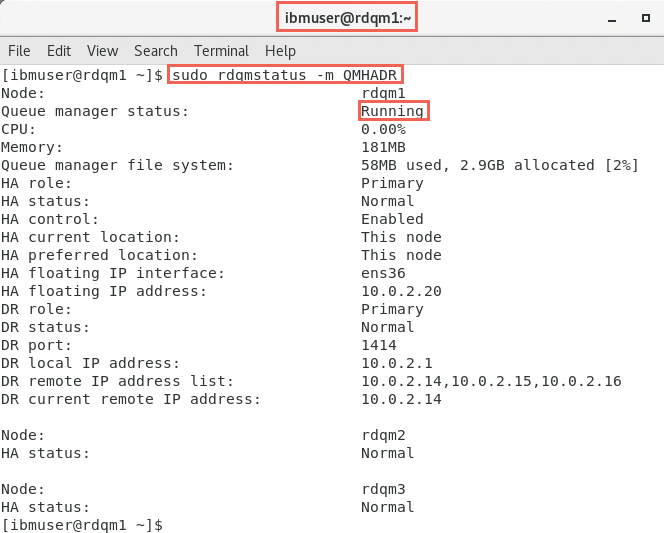 ibmuser@rdqm1:~
File Edit View Search Terminal Help
[ibmuser@rdqm1 ~]$ sudo rdqmstatus -m QMHADR
Node: rdqm1
Queue manager status: Running
CPU: 0.00%
Memory: 181MB
Queue manager file system: 58MB used, 2.9GB allocated [2%]
HA role: Primary
HA status: Normal
HA control: Enabled
HA current location: This node
HA preferred location: This node
HA floating IP interface: ens36
HA floating IP address: 10.0.2.20
DR role: Primary
DR status: Normal
DR port: 1414
DR local IP address: 10.0.2.1
DR remote IP address list: 10.0.2.14,10.0.2.15,10.0.2.16
DR current remote IP address: 10.0.2.14
Node: rdqm2
HA status: Normal
Node: rdqm3
HA status: Normal
[ibmuser@rdqm1 ~]$